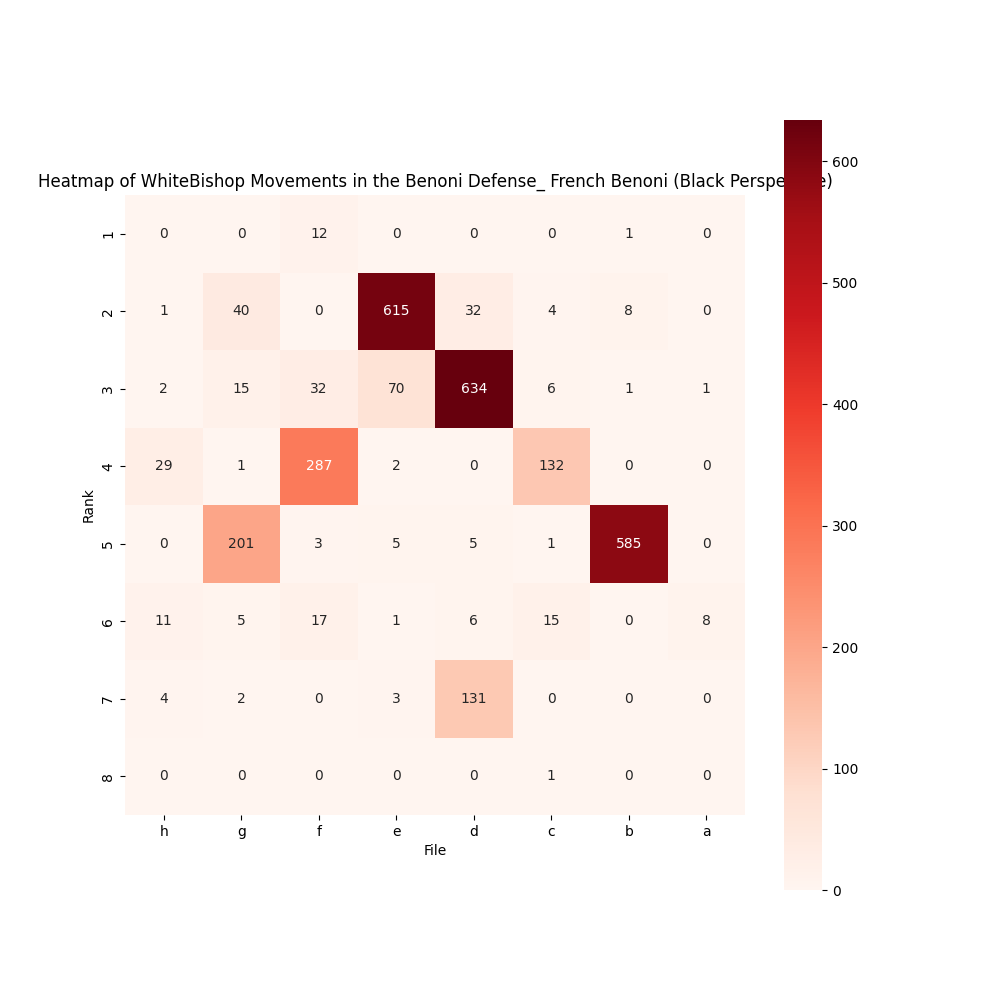 Heatmap of WhiteBishop Movements in the Benoni Defense_ French Benoni (Black Perspe e)
600
1 0 0 12 0 0 0 1 0
500
2 1 40 0 615 32 4 8 0
3 2 15 32 70 634 6 1 1
400
4 29 1 287 2 0 132 0 0
Rank
300
5 0 201 3 5 5 1 585 0
6 11 5 17 1 6 15 0 8
200
7 4 2 0 3 131 0 0 0
100
8 0 0 0 0 0 1 0 0
h g f e d c b a
File
0